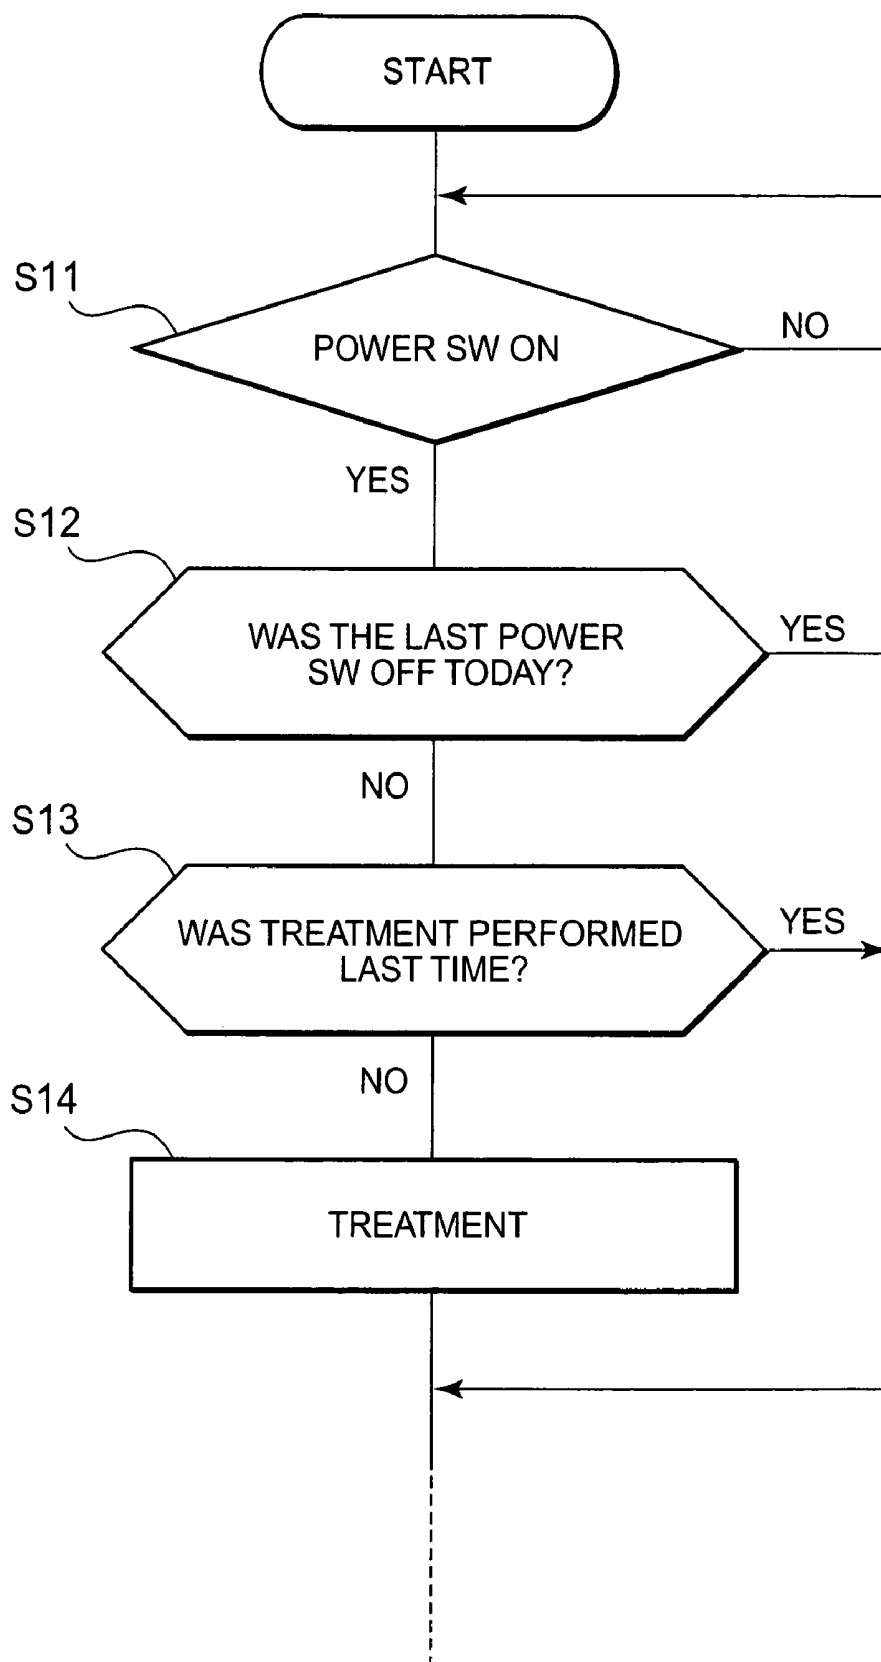 START
S11
POWER SW ON
NO
YES
S12
WAS THE LAST POWER
SW OFF TODAY?
YES
NO
S13
WAS TREATMENT PERFORMED
LAST TIME?
YES
NO
S14
TREATMENT